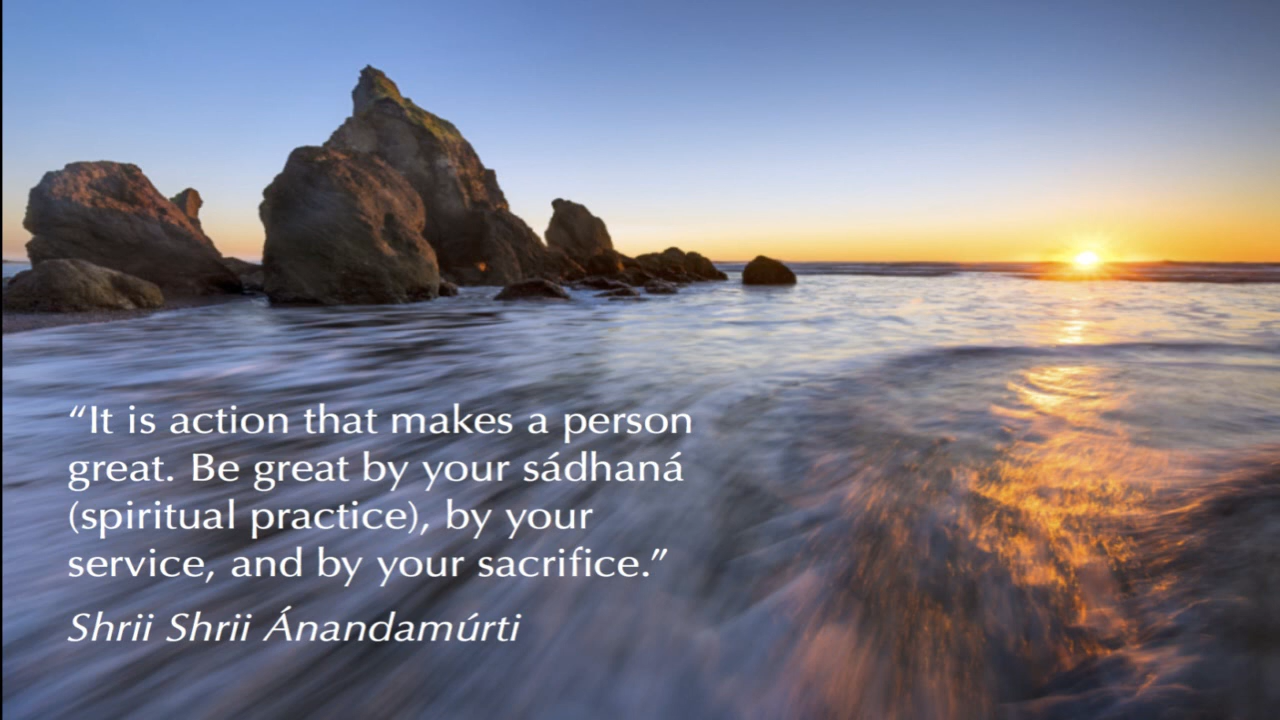 “It is action that makes a person
great. Be great by your sádhaná
(spiritual practice), by your
service, and by your sacrifice.”
Shrii Shrii Ánandamúrti